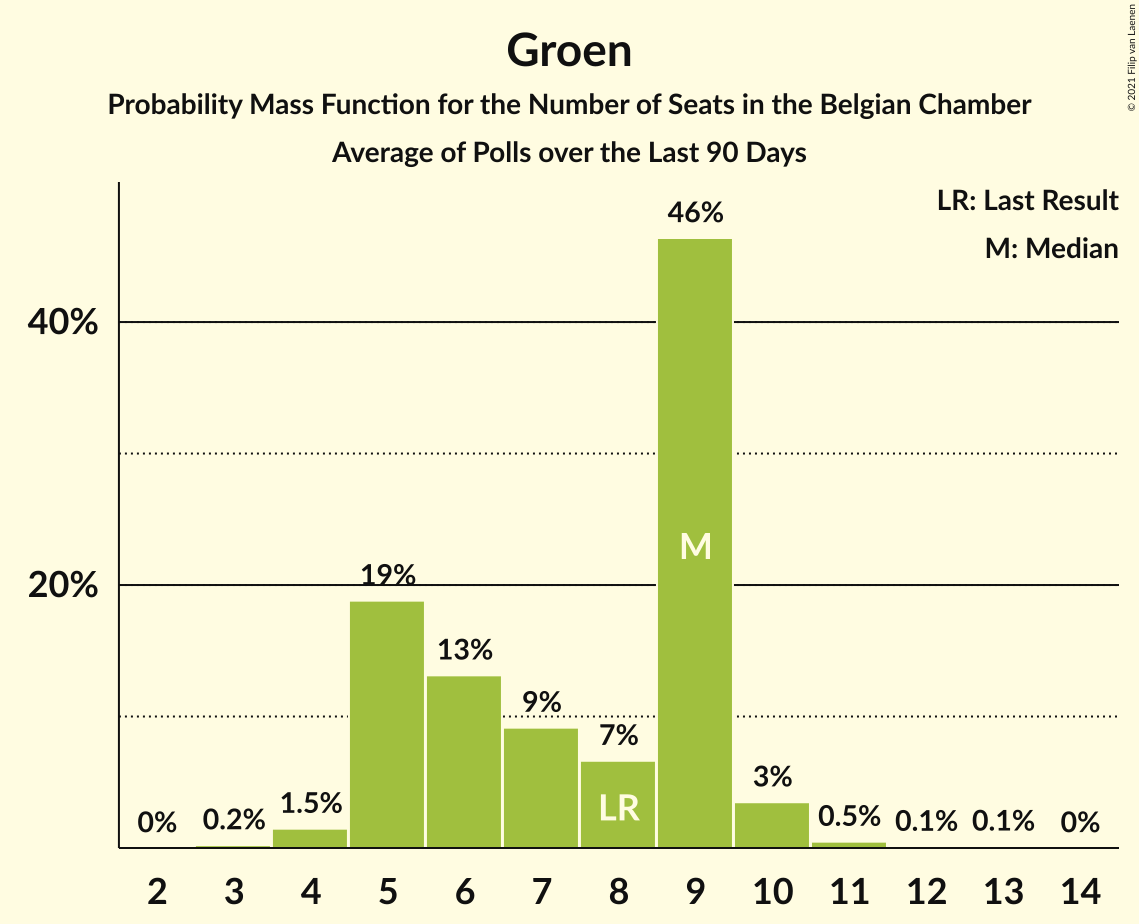 Groen
Probability Mass Function for the Number of Seats in the Belgian Chamber
Average of Polls over the Last 90 Days
© 2021 Filip van Laenen
LR: Last Result
M: Median
40%
20%
0%
0.2%
1.5%
19%
13%
9%
7%
46%
3%
0.5%
0.1%
0.1%
0%
LR
M
2 3 4 5 6 7 8 9 10 11 12 13 14